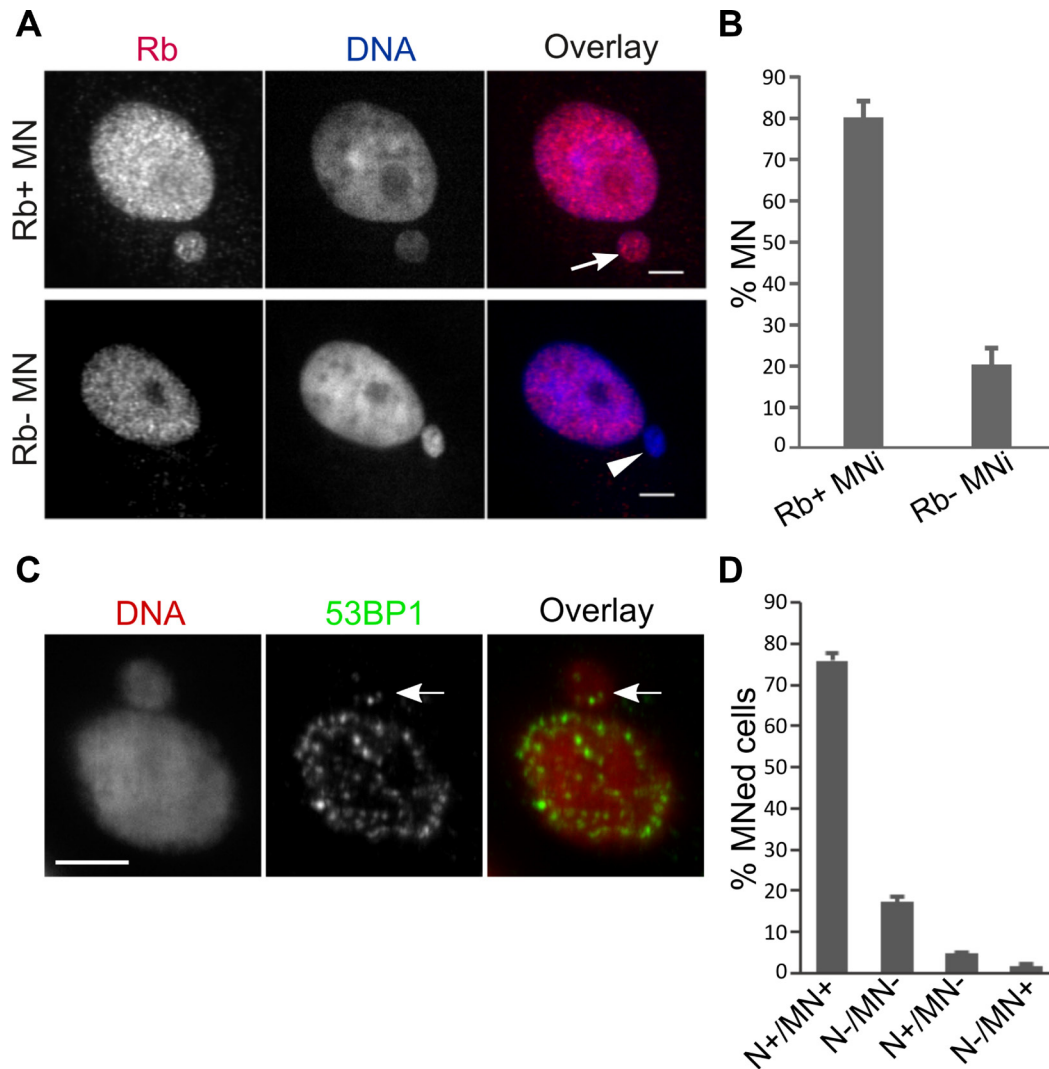 A
Rb
DNA
Overlay
Rb+ MN
Rb- MN
B
90
80
70
60
50
40
30
20
10
0
% MN
Rb+ MNi
Rb- MNi
C
DNA
53BP1
Overlay
D
90
80
70
60
50
40
30
20
10
0
% MNed cells
N+/MN+
N-/MN-
N+/MN-
N-/MN+